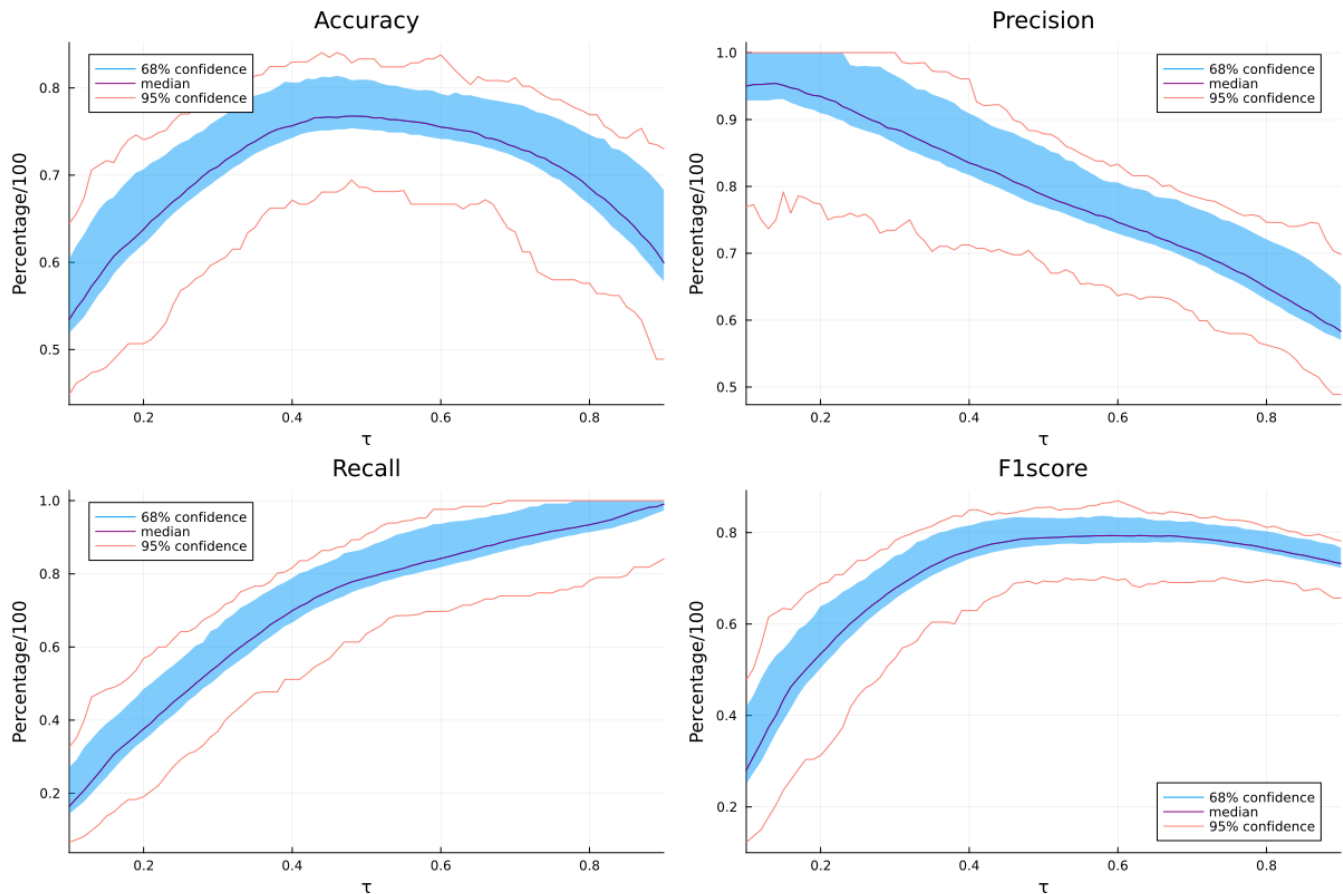 Accuracy
68% confidence
median
95% confidence
0.8
0.7
0.6
0.5
Percentage/100
0.2
0.4
0.6
0.8
τ
Precision
68% confidence
median
95% confidence
1.0
0.9
0.8
0.7
0.6
0.5
Percentage/100
0.2
0.4
0.6
0.8
τ
Recall
68% confidence
median
95% confidence
1.0
0.8
0.6
0.4
0.2
Percentage/100
0.2
0.4
0.6
0.8
τ
F1score
0.8
0.6
0.4
0.2
Percentage/100
68% confidence
median
95% confidence
0.2
0.4
0.6
0.8
τ